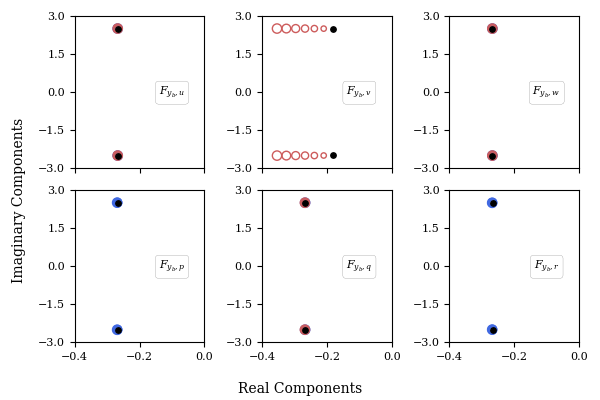 3.0 3.0 3.0
1.5 1.5 1.5
0.0 0.0 0.0
−1.5 −1.5 −1.5
−3.0 −3.0 −3.0
F_{y_b,u} F_{y_b,v} F_{y_b,w}
3.0 3.0 3.0
1.5 1.5 1.5
0.0 0.0 0.0
−1.5 −1.5 −1.5
−3.0 −3.0 −3.0
F_{y_b,p} F_{y_b,q} F_{y_b,r}
−0.4 −0.2 0.0 −0.4 −0.2 0.0 −0.4 −0.2 0.0
Imaginary Components
Real Components